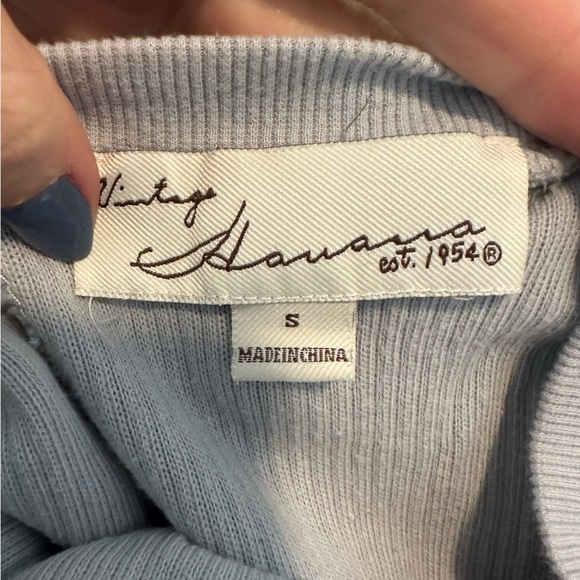 Vintage
Havana
est. 1954®
S
MADEINCHINA